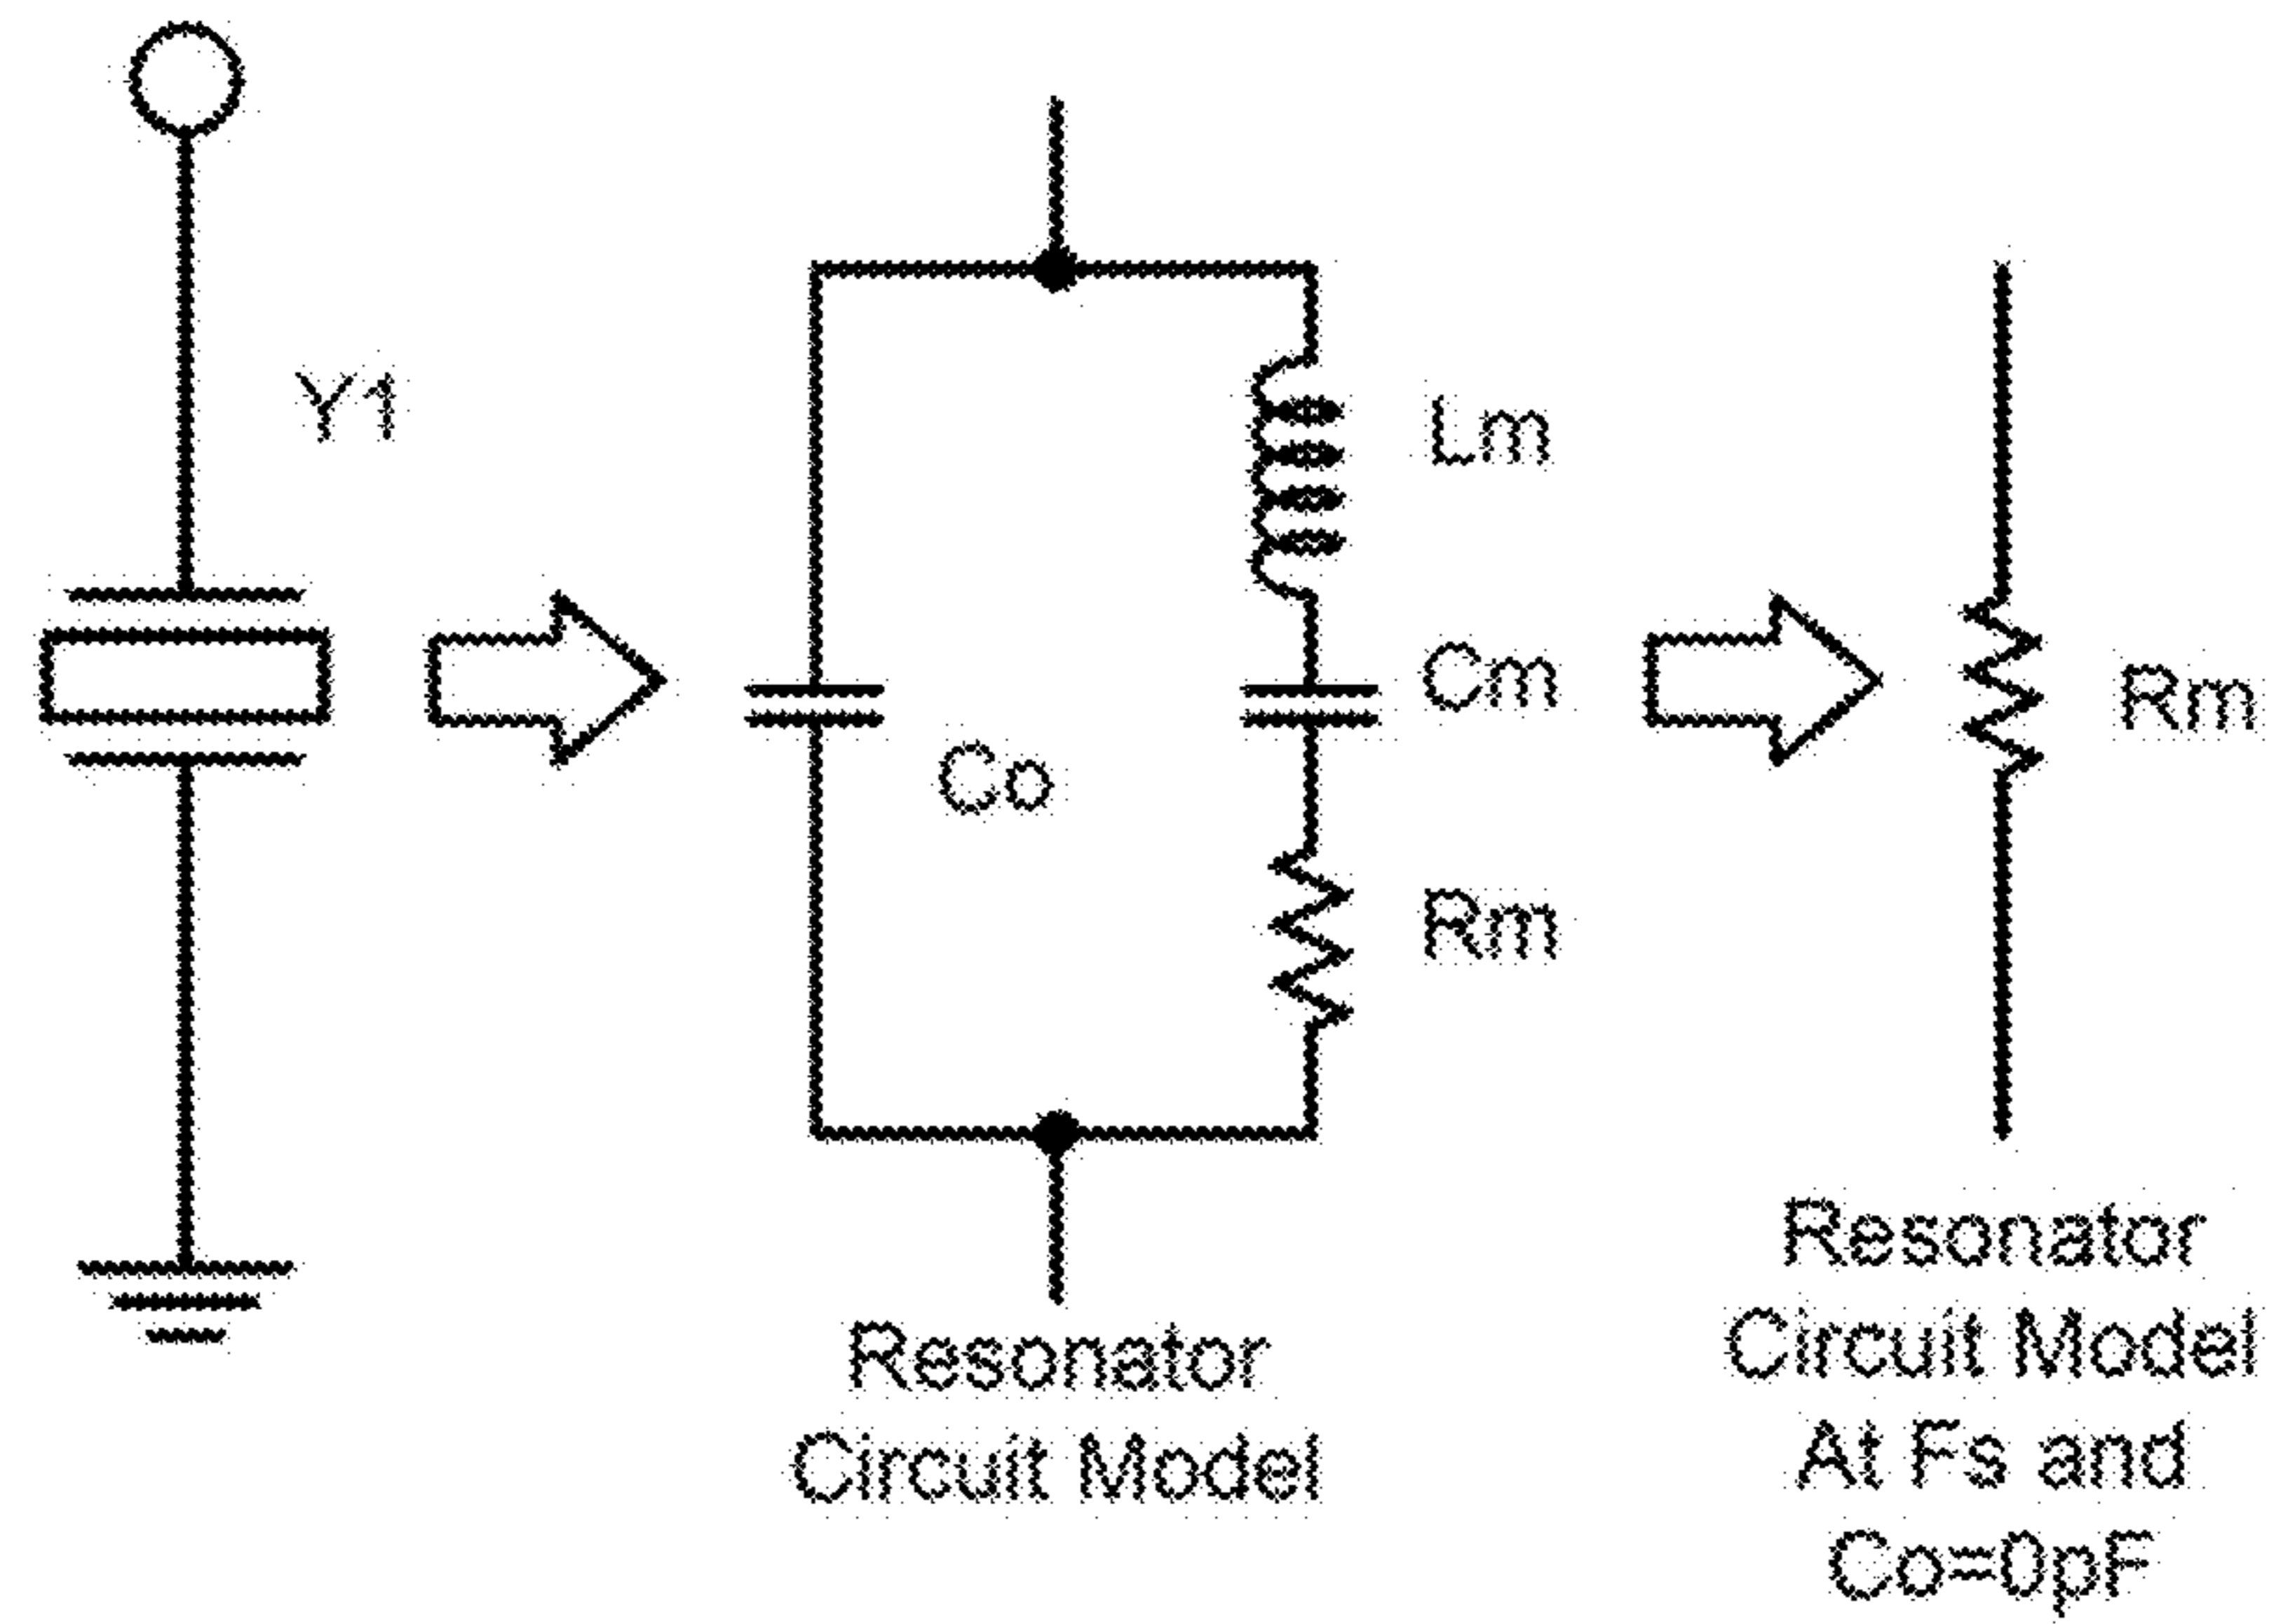 Y1
Lm
Cm
Co
Rm
Resonator
Circuit Model
Rm
Resonator
Circuit Model
At Fs and
Co=0pF